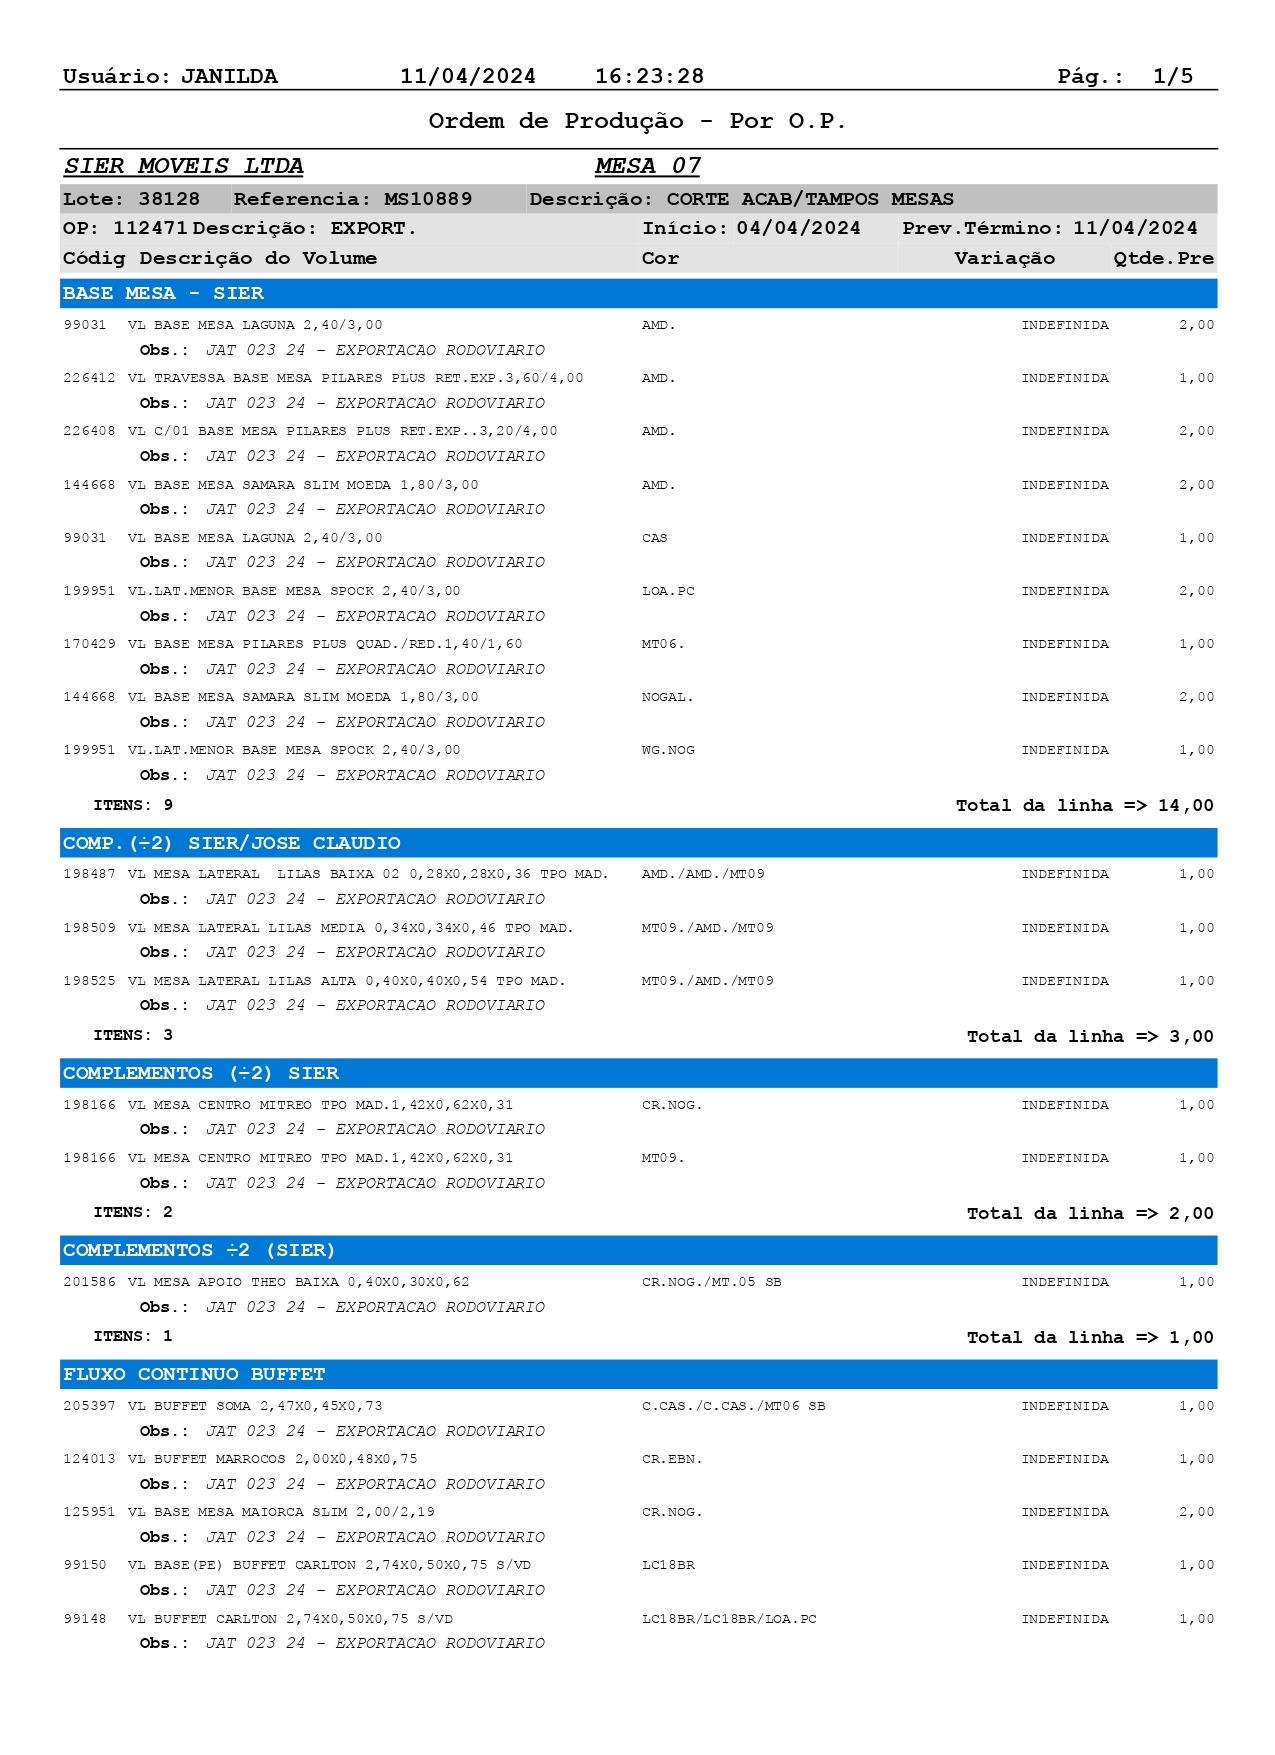 Usuário: JANILDA 11/04/2024 16:23:28 Pág.: 1/5
Ordem de Produção - Por O.P.
SIER MOVEIS LTDA MESA 07
Lote: 38128 Referencia: MS10889 Descrição: CORTE ACAB/TAMPOS MESAS
OP: 112471 Descrição: EXPORT. Início: 04/04/2024 Prev.Término: 11/04/2024
Códig Descrição do Volume Cor Variação Qtde.Pre
BASE MESA - SIER
99031 VL BASE MESA LAGUNA 2,40/3,00 AMD. INDEFINIDA 2,00
Obs.: JAT 023 24 - EXPORTACAO RODOVIARIO
226412 VL TRAVESSA BASE MESA PILARES PLUS RET.EXP.3,60/4,00 AMD. INDEFINIDA 1,00
Obs.: JAT 023 24 - EXPORTACAO RODOVIARIO
226408 VL C/01 BASE MESA PILARES PLUS RET.EXP..3,20/4,00 AMD. INDEFINIDA 2,00
Obs.: JAT 023 24 - EXPORTACAO RODOVIARIO
144668 VL BASE MESA SAMARA SLIM MOEDA 1,80/3,00 AMD. INDEFINIDA 2,00
Obs.: JAT 023 24 - EXPORTACAO RODOVIARIO
99031 VL BASE MESA LAGUNA 2,40/3,00 CAS INDEFINIDA 1,00
Obs.: JAT 023 24 - EXPORTACAO RODOVIARIO
199951 VL.LAT.MENOR BASE MESA SPOCK 2,40/3,00 LOA.PC INDEFINIDA 2,00
Obs.: JAT 023 24 - EXPORTACAO RODOVIARIO
170429 VL BASE MESA PILARES PLUS QUAD./RED.1,40/1,60 MT06. INDEFINIDA 1,00
Obs.: JAT 023 24 - EXPORTACAO RODOVIARIO
144668 VL BASE MESA SAMARA SLIM MOEDA 1,80/3,00 NOGAL. INDEFINIDA 2,00
Obs.: JAT 023 24 - EXPORTACAO RODOVIARIO
199951 VL.LAT.MENOR BASE MESA SPOCK 2,40/3,00 WG.NOG INDEFINIDA 1,00
Obs.: JAT 023 24 - EXPORTACAO RODOVIARIO
ITENS: 9 Total da linha => 14,00
COMP.(÷2) SIER/JOSE CLAUDIO
198487 VL MESA LATERAL  LILAS BAIXA 02 0,28X0,28X0,36 TPO MAD. AMD./AMD./MT09 INDEFINIDA 1,00
Obs.: JAT 023 24 - EXPORTACAO RODOVIARIO
198509 VL MESA LATERAL LILAS MEDIA 0,34X0,34X0,46 TPO MAD. MT09./AMD./MT09 INDEFINIDA 1,00
Obs.: JAT 023 24 - EXPORTACAO RODOVIARIO
198525 VL MESA LATERAL LILAS ALTA 0,40X0,40X0,54 TPO MAD. MT09./AMD./MT09 INDEFINIDA 1,00
Obs.: JAT 023 24 - EXPORTACAO RODOVIARIO
ITENS: 3 Total da linha => 3,00
COMPLEMENTOS (÷2) SIER
198166 VL MESA CENTRO MITREO TPO MAD.1,42X0,62X0,31 CR.NOG. INDEFINIDA 1,00
Obs.: JAT 023 24 - EXPORTACAO RODOVIARIO
198166 VL MESA CENTRO MITREO TPO MAD.1,42X0,62X0,31 MT09. INDEFINIDA 1,00
Obs.: JAT 023 24 - EXPORTACAO RODOVIARIO
ITENS: 2 Total da linha => 2,00
COMPLEMENTOS ÷2 (SIER)
201586 VL MESA APOIO THEO BAIXA 0,40X0,30X0,62 CR.NOG./MT.05 SB INDEFINIDA 1,00
Obs.: JAT 023 24 - EXPORTACAO RODOVIARIO
ITENS: 1 Total da linha => 1,00
FLUXO CONTINUO BUFFET
205397 VL BUFFET SOMA 2,47X0,45X0,73 C.CAS./C.CAS./MT06 SB INDEFINIDA 1,00
Obs.: JAT 023 24 - EXPORTACAO RODOVIARIO
124013 VL BUFFET MARROCOS 2,00X0,48X0,75 CR.EBN. INDEFINIDA 1,00
Obs.: JAT 023 24 - EXPORTACAO RODOVIARIO
125951 VL BASE MESA MAIORCA SLIM 2,00/2,19 CR.NOG. INDEFINIDA 2,00
Obs.: JAT 023 24 - EXPORTACAO RODOVIARIO
99150 VL BASE(PE) BUFFET CARLTON 2,74X0,50X0,75 S/VD LC18BR INDEFINIDA 1,00
Obs.: JAT 023 24 - EXPORTACAO RODOVIARIO
99148 VL BUFFET CARLTON 2,74X0,50X0,75 S/VD LC18BR/LC18BR/LOA.PC INDEFINIDA 1,00
Obs.: JAT 023 24 - EXPORTACAO RODOVIARIO